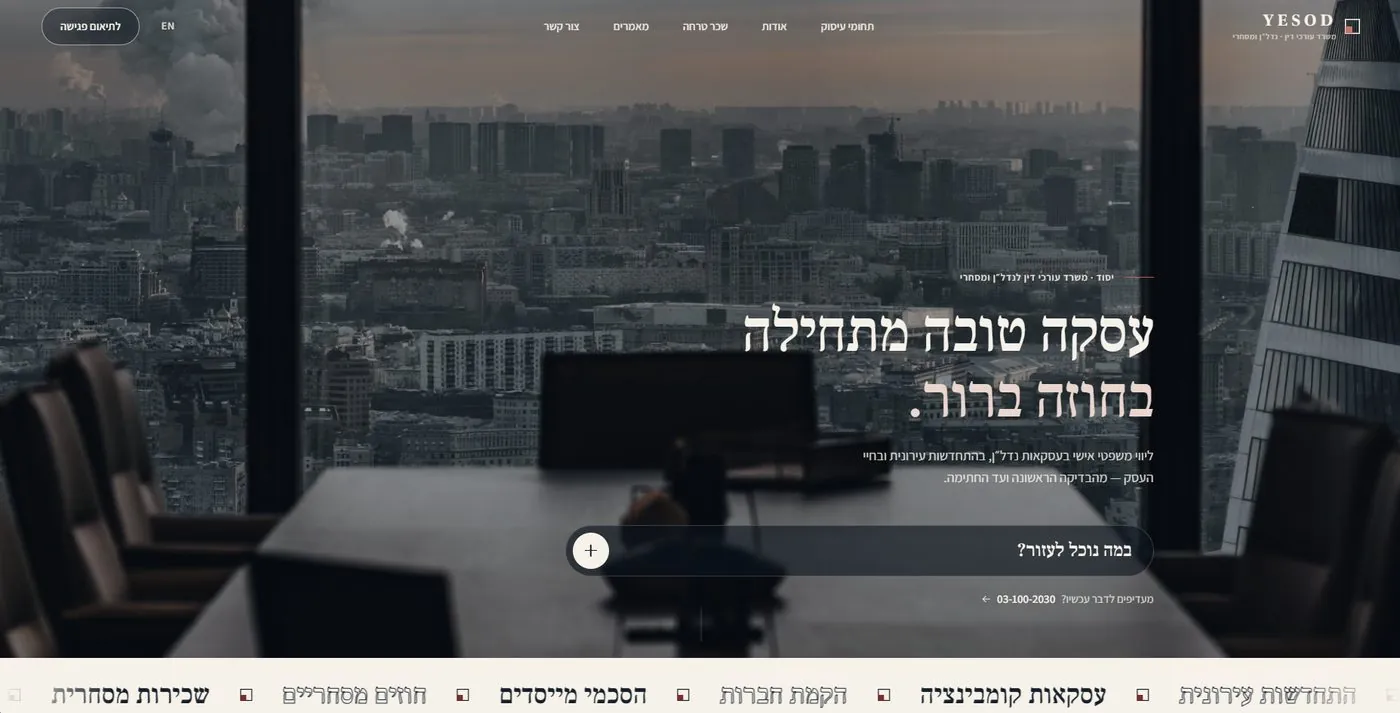 YESOD
משרד עורכי דין · נדל״ן ומסחרי
תחומי עיסוק
אודות
שכר טרחה
מאמרים
צור קשר
EN
לתיאום פגישה
יסוד · משרד עורכי דין לנדל״ן ומסחרי
עסקה טובה מתחילה
בחוזה ברור.
ליווי משפטי אישי בעסקאות נדל״ן, בהתחדשות עירונית ובחיי
העסק — מהבדיקה הראשונה ועד החתימה.
במה נוכל לעזור?
+
מעדיפים לדבר עכשיו? 03-100-2030 ←
התחדשות עירונית
עסקאות קומבינציה
הקמת חברות
הסכמי מייסדים
חוזים מסחריים
שכירות מסחרית